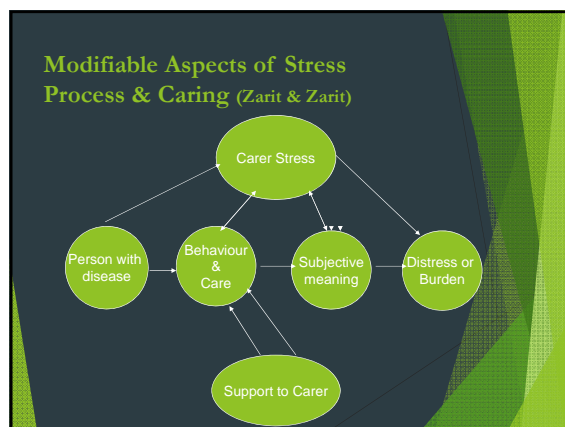 Modifiable Aspects of Stress
Process & Caring (Zarit & Zarit)
Carer Stress
Person with
disease
Behaviour
&
Care
Subjective
meaning
Distress or
Burden
Support to Carer